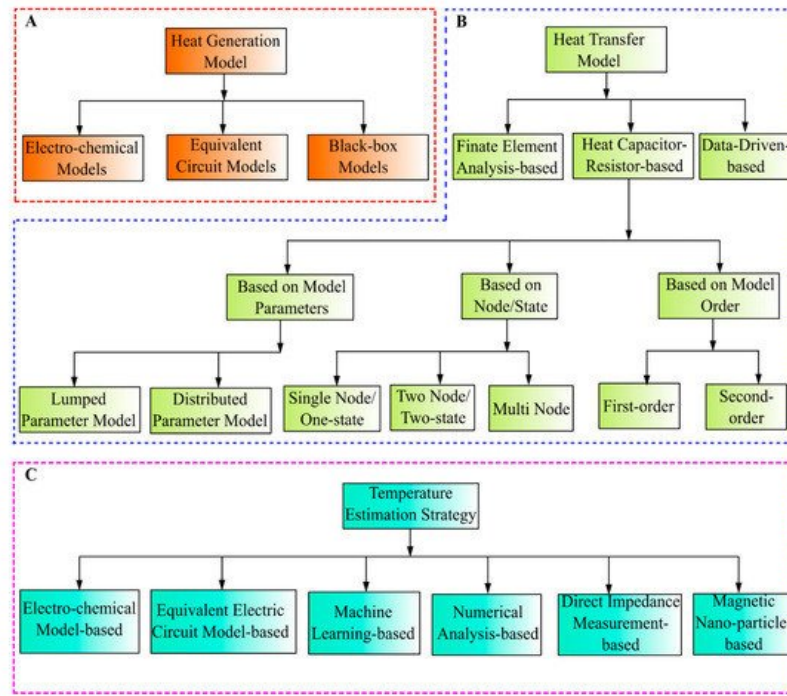 A
Heat Generation
Model
Electro-chemical
Models
Equivalent
Circuit Models
Black-box
Models
B
Heat Transfer
Model
Finate Element
Analysis-based
Heat Capacitor-
Resistor-based
Data-Driven-
based
Based on Model
Parameters
Based on
Node/State
Based on Model
Order
Lumped
Parameter Model
Distributed
Parameter Model
Single Node/
One-state
Two Node/
Two-state
Multi Node
First-order
Second-
order
C
Temperature
Estimation Strategy
Electro-chemical
Model-based
Equivalent Electric
Circuit Model-based
Machine
Learning-based
Numerical
Analysis-based
Direct Impedance
Measurement-
based
Magnetic
Nano-particle-
based